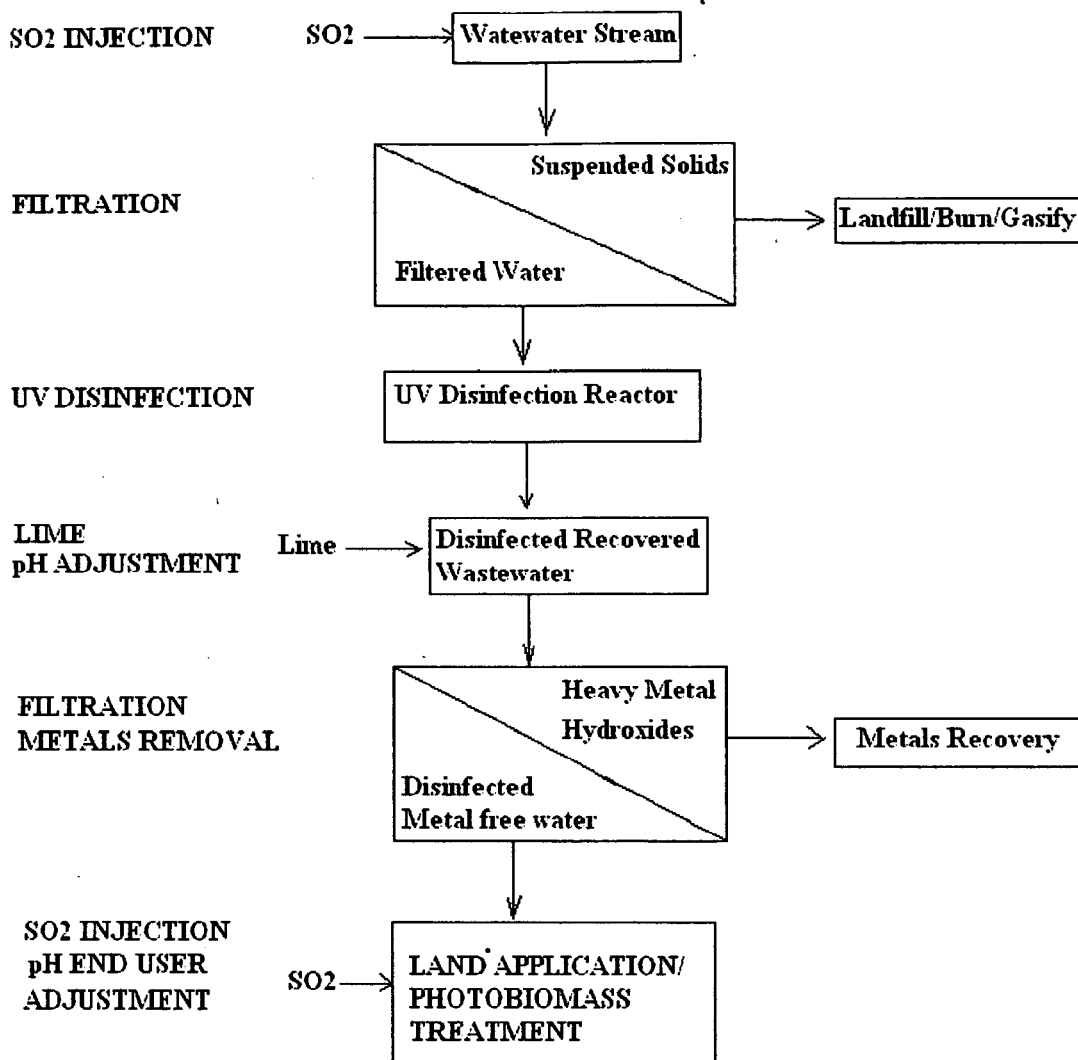 SO2 INJECTION
SO2
Watewater Stream
FILTRATION
Suspended Solids
Filtered Water
Landfill/Burn/Gasify
UV DISINFECTION
UV Disinfection Reactor
LIME
pH ADJUSTMENT
Lime
Disinfected Recovered
Wastewater
FILTRATION
METALS REMOVAL
Heavy Metal
Hydroxides
Disinfected
Metal free water
Metals Recovery
SO2 INJECTION
pH END USER
ADJUSTMENT
SO2
LAND APPLICATION/
PHOTOBIOMASS
TREATMENT